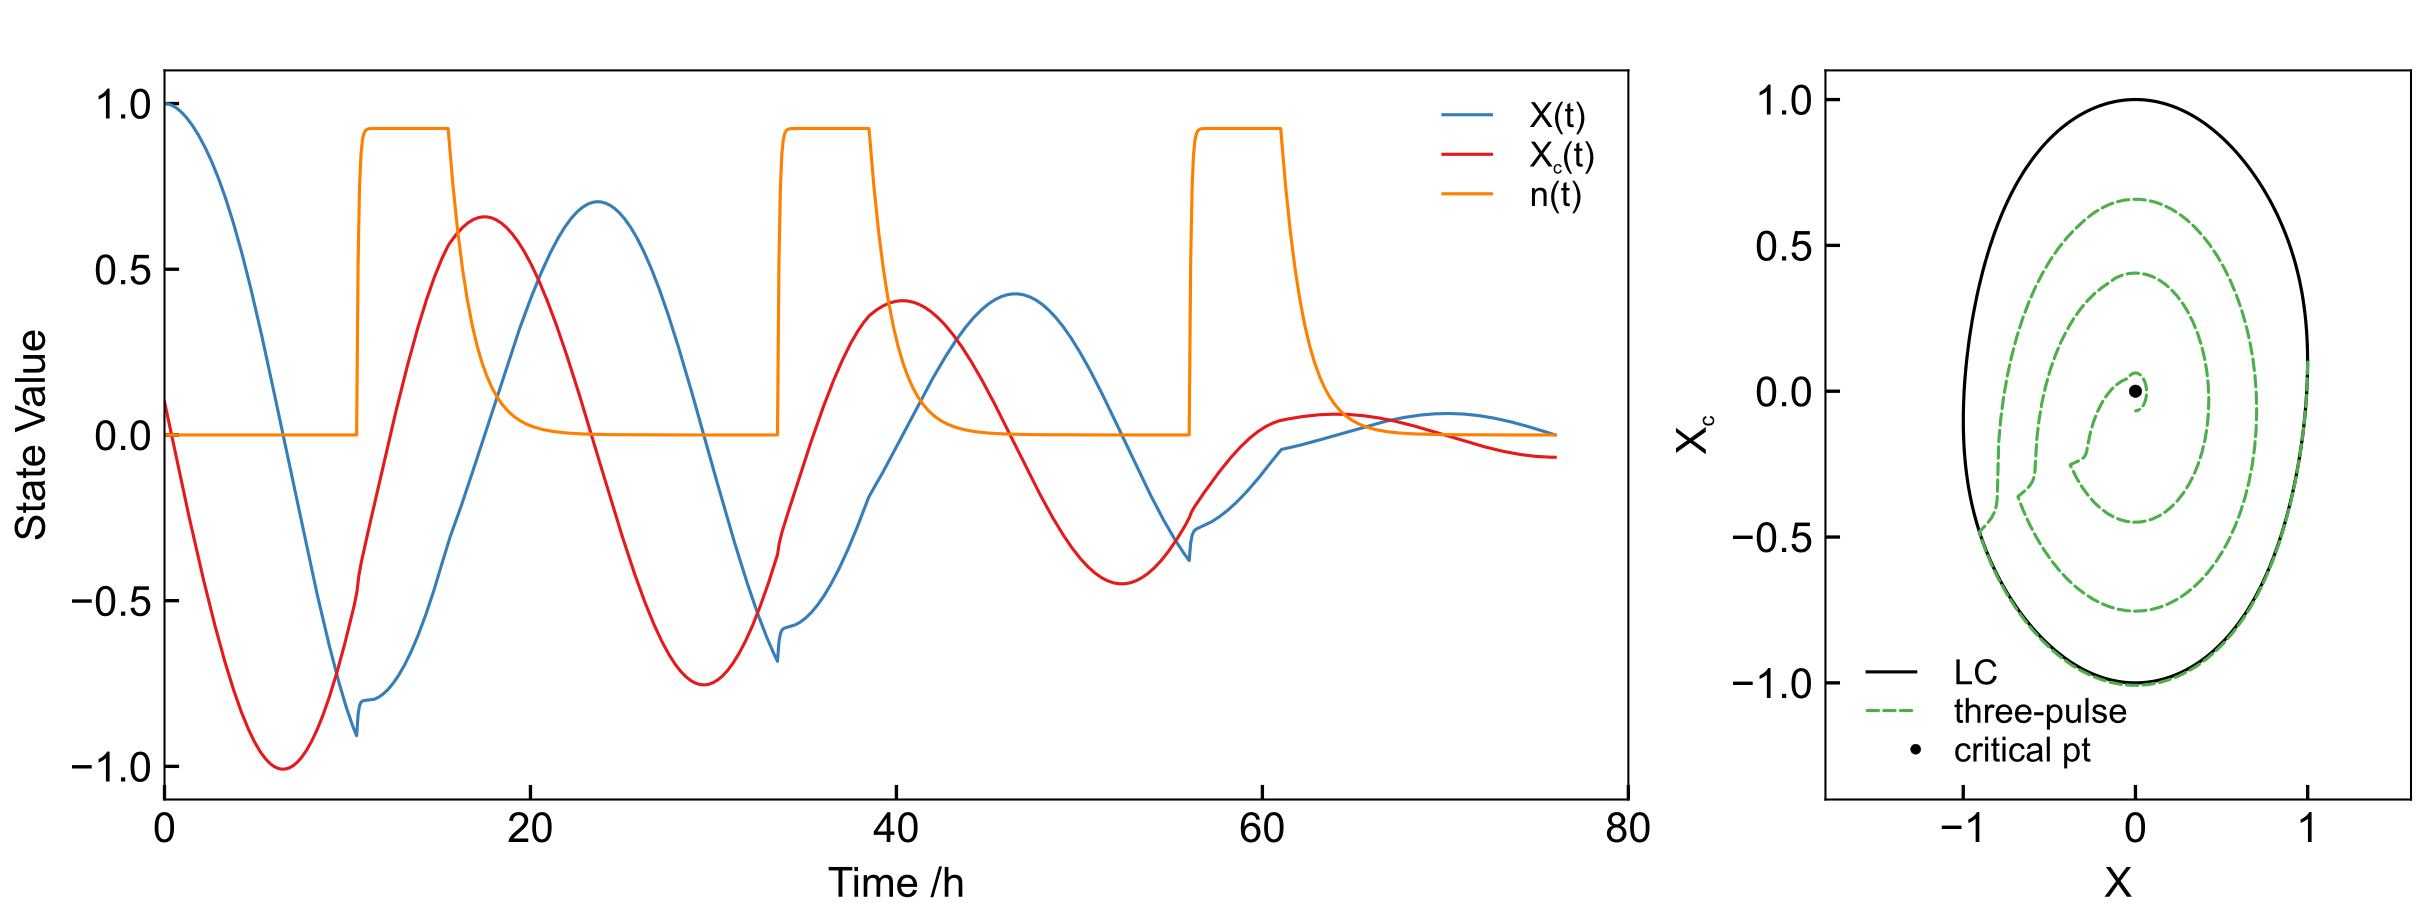 State Value
1.0
0.5
0.0
−0.5
−1.0
0 20 40 60 80
Time /h
X(t)
Xc(t)
n(t)
Xc
1.0
0.5
0.0
−0.5
−1.0
LC
three-pulse
critical pt
−1 0 1
X